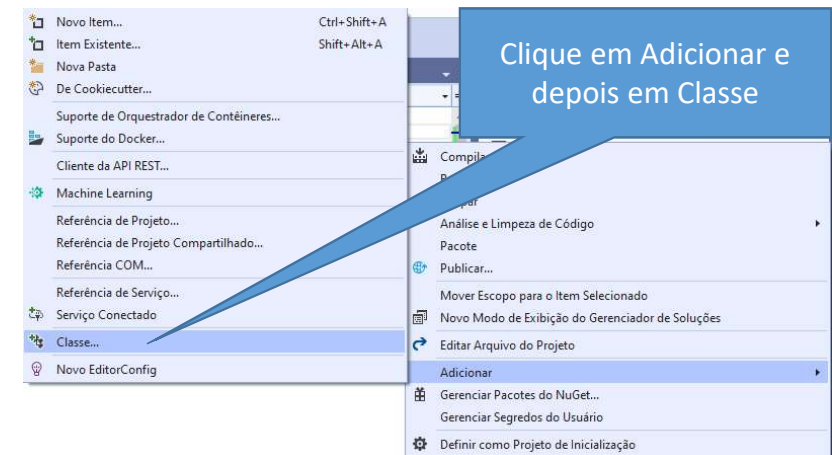 Novo Item... Ctrl+Shift+A
Item Existente... Shift+Alt+A
Nova Pasta
De Cookiecutter...
Suporte de Orquestrador de Contêineres...
Suporte do Docker...
Cliente da API REST...
Machine Learning
Referência de Projeto...
Referência de Projeto Compartilhado...
Referência COM...
Referência de Serviço...
Serviço Conectado
Classe...
Novo EditorConfig
Clique em Adicionar e
depois em Classe
Análise e Limpeza de Código
Pacote
Publicar...
Mover Escopo para o Item Selecionado
Novo Modo de Exibição do Gerenciador de Soluções
Editar Arquivo do Projeto
Adicionar
Gerenciar Pacotes do NuGet...
Gerenciar Segredos do Usuário
Definir como Projeto de Inicialização